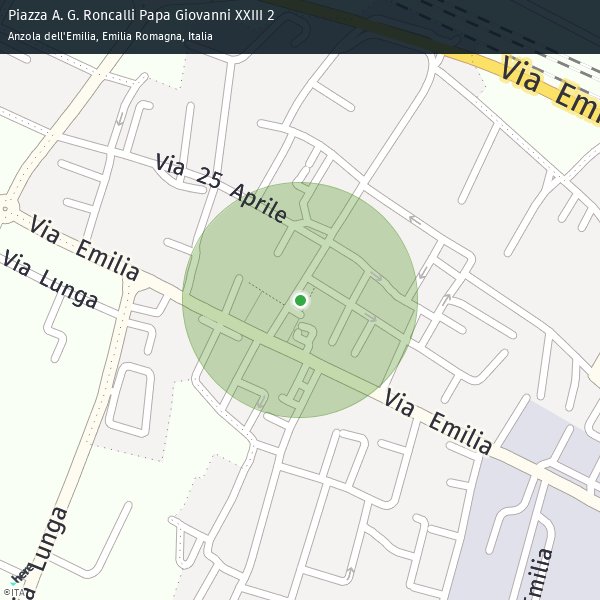 Piazza A. G. Roncalli Papa Giovanni XXIII 2
Anzola dell'Emilia, Emilia Romagna, Italia
Via Emi
Via 25 Aprile
Via Emilia
Via Lunga
Via Emilia
Lunga
Emilia
here
©ITA